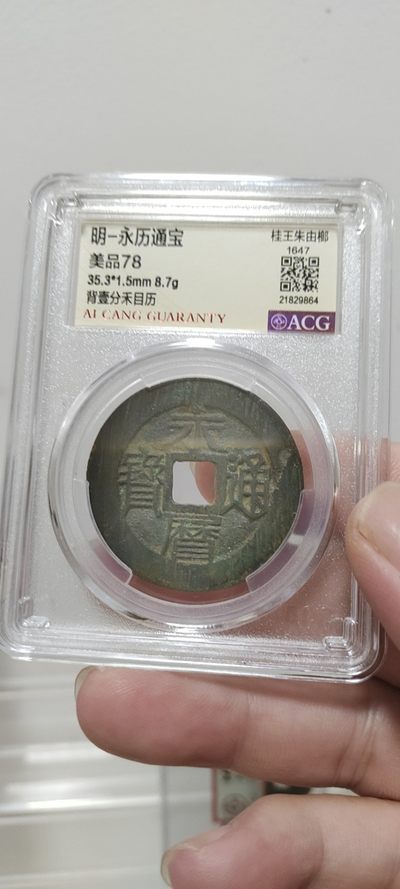 明-永历通宝
美品78
35.3*1.5mm 8.7g
背壹分禾目历
AI CANG GUARANTY
桂王朱由榔
1647
21829864
ACG
永
寳 通
曆